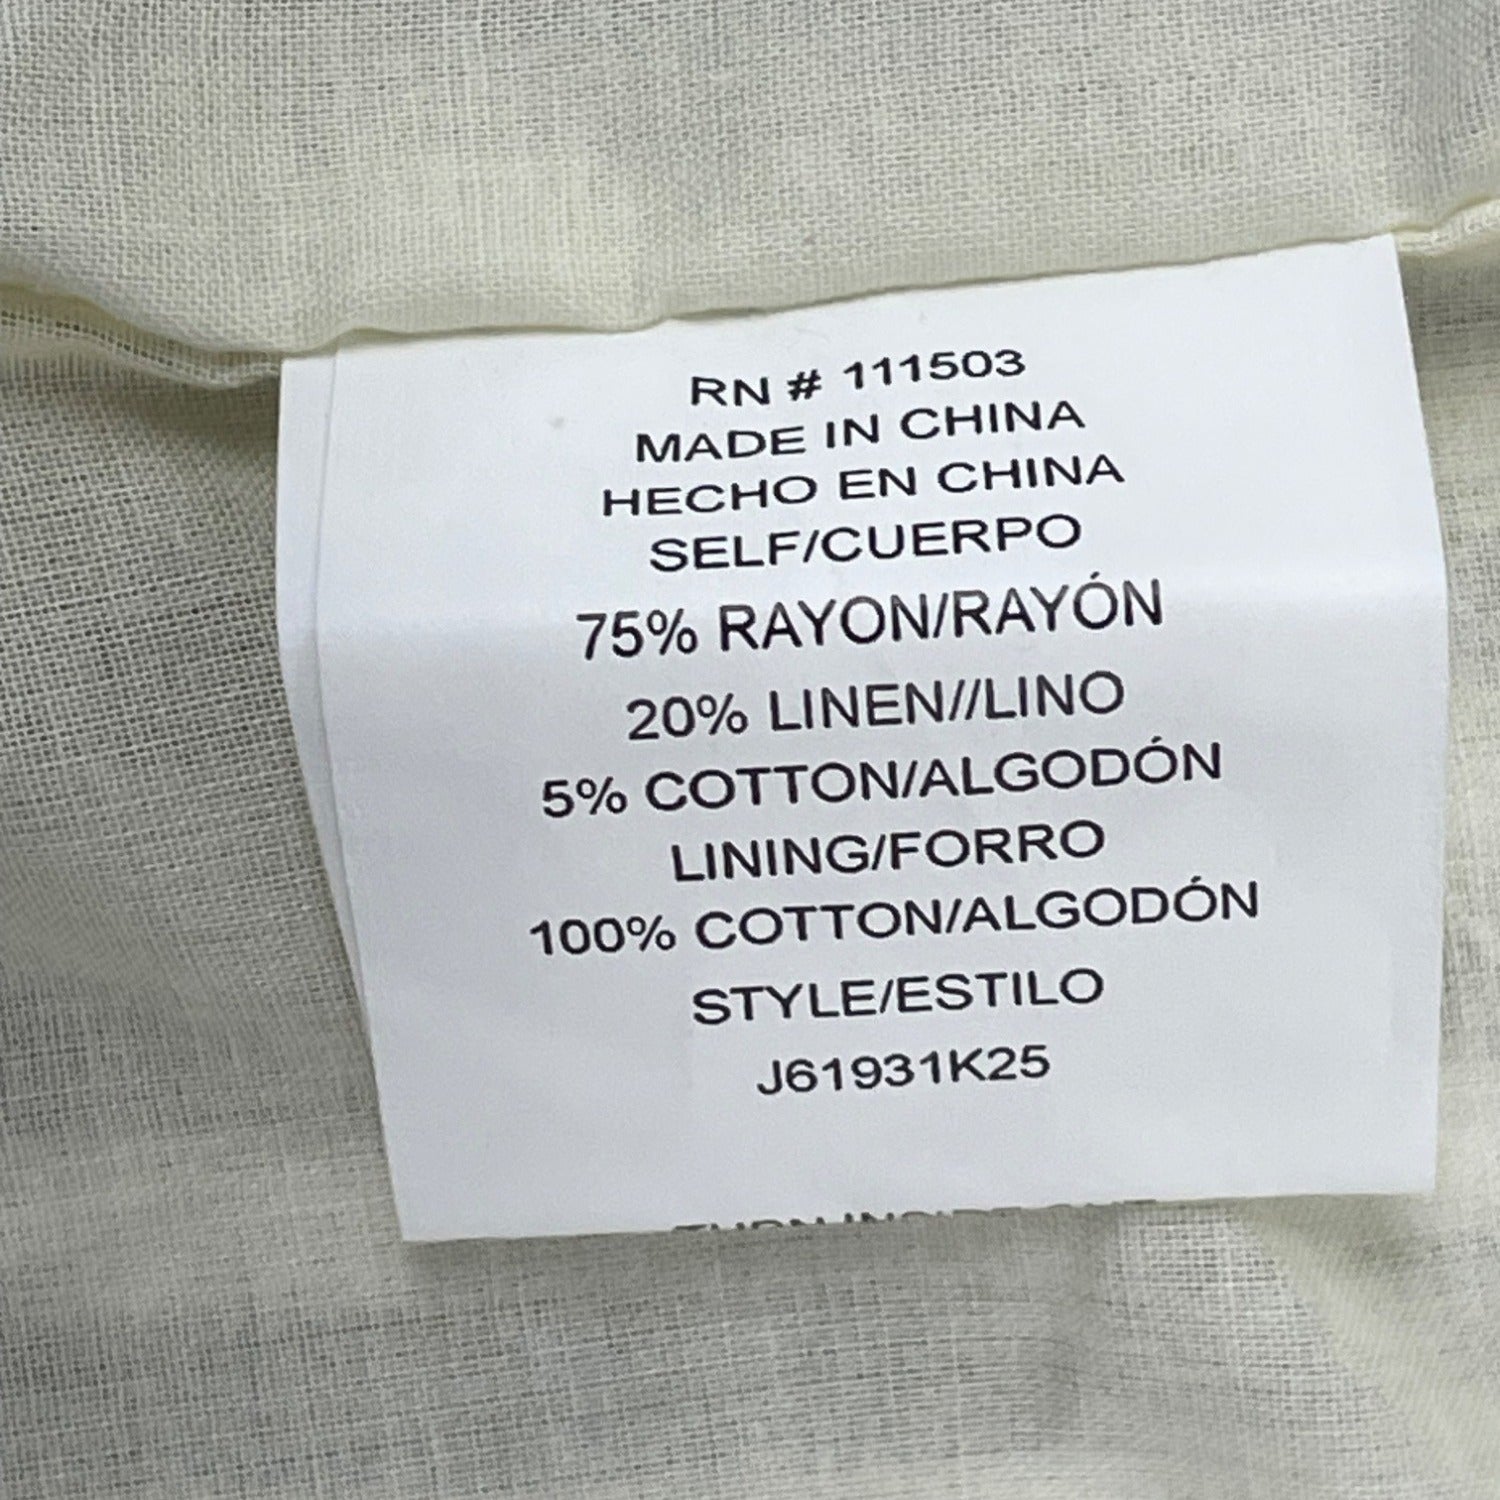 RN # 111503
MADE IN CHINA
HECHO EN CHINA
SELF/CUERPO
75% RAYON/RAYÓN
20% LINEN//LINO
5% COTTON/ALGODÓN
LINING/FORRO
100% COTTON/ALGODÓN
STYLE/ESTILO
J61931K25